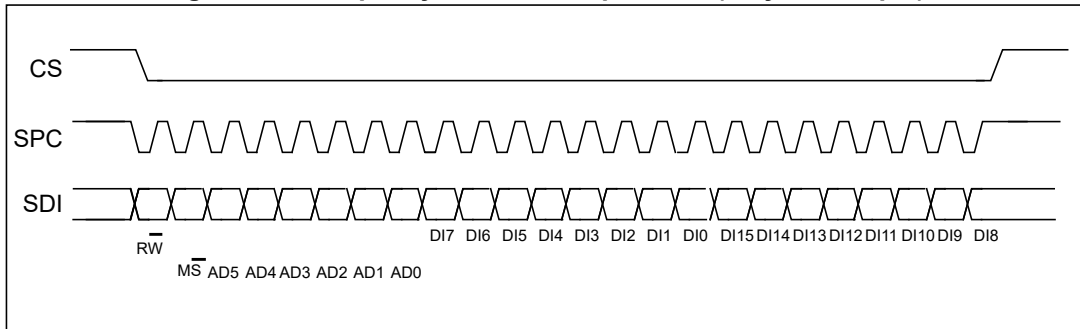 CS
SPC
SDI
DI7 DI6 DI5 DI4 DI3 DI2 DI1 DI0 DI15 DI14 DI13 DI12 DI11 DI10 DI9 DI8
RW̅
MS̅ AD5 AD4 AD3 AD2 AD1 AD0